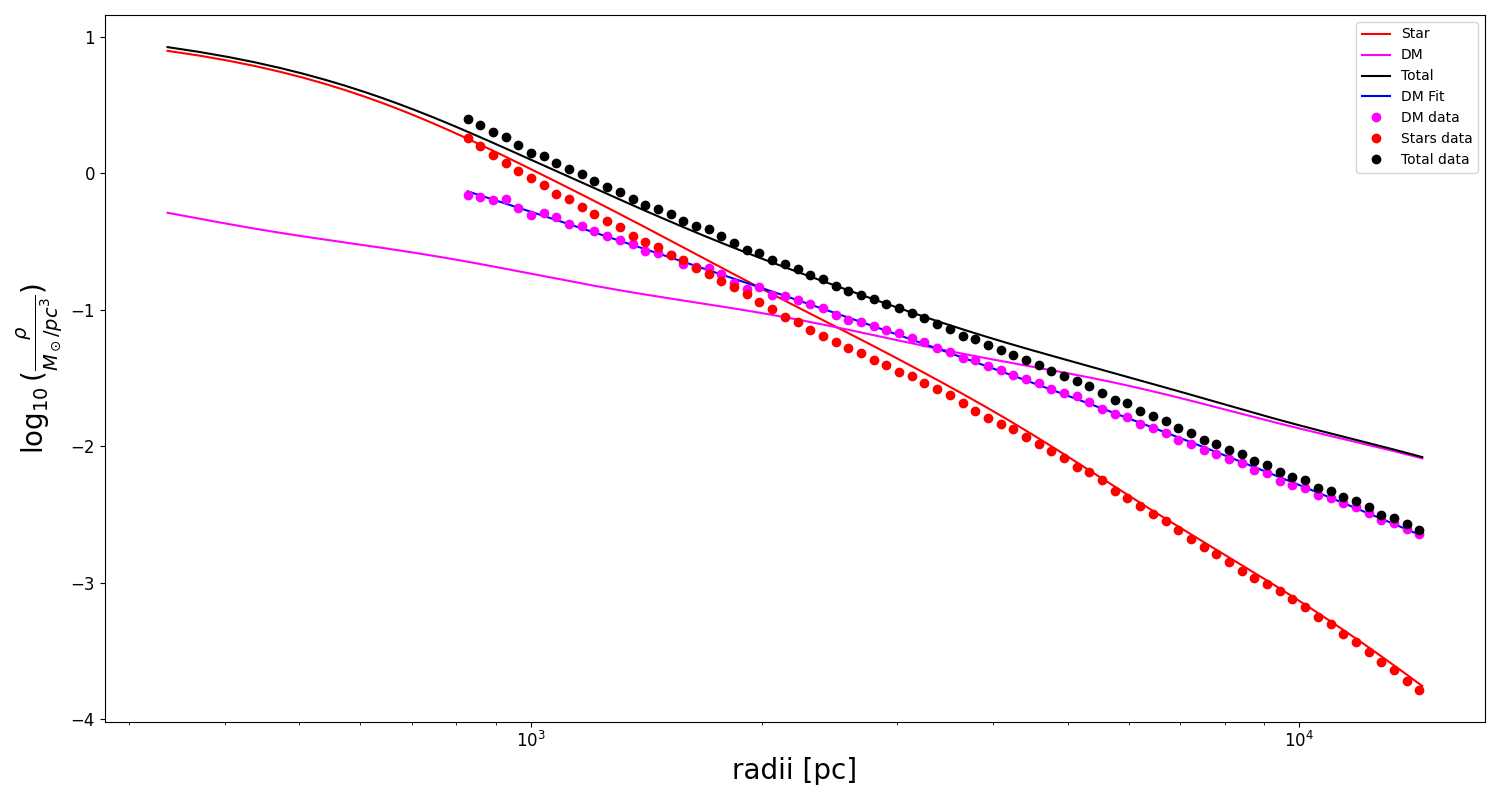 1
0
−1
−2
−3
−4
log₁₀(ρ / M⊙/pc³)
10³
10⁴
radii [pc]
Star
DM
Total
DM Fit
DM data
Stars data
Total data